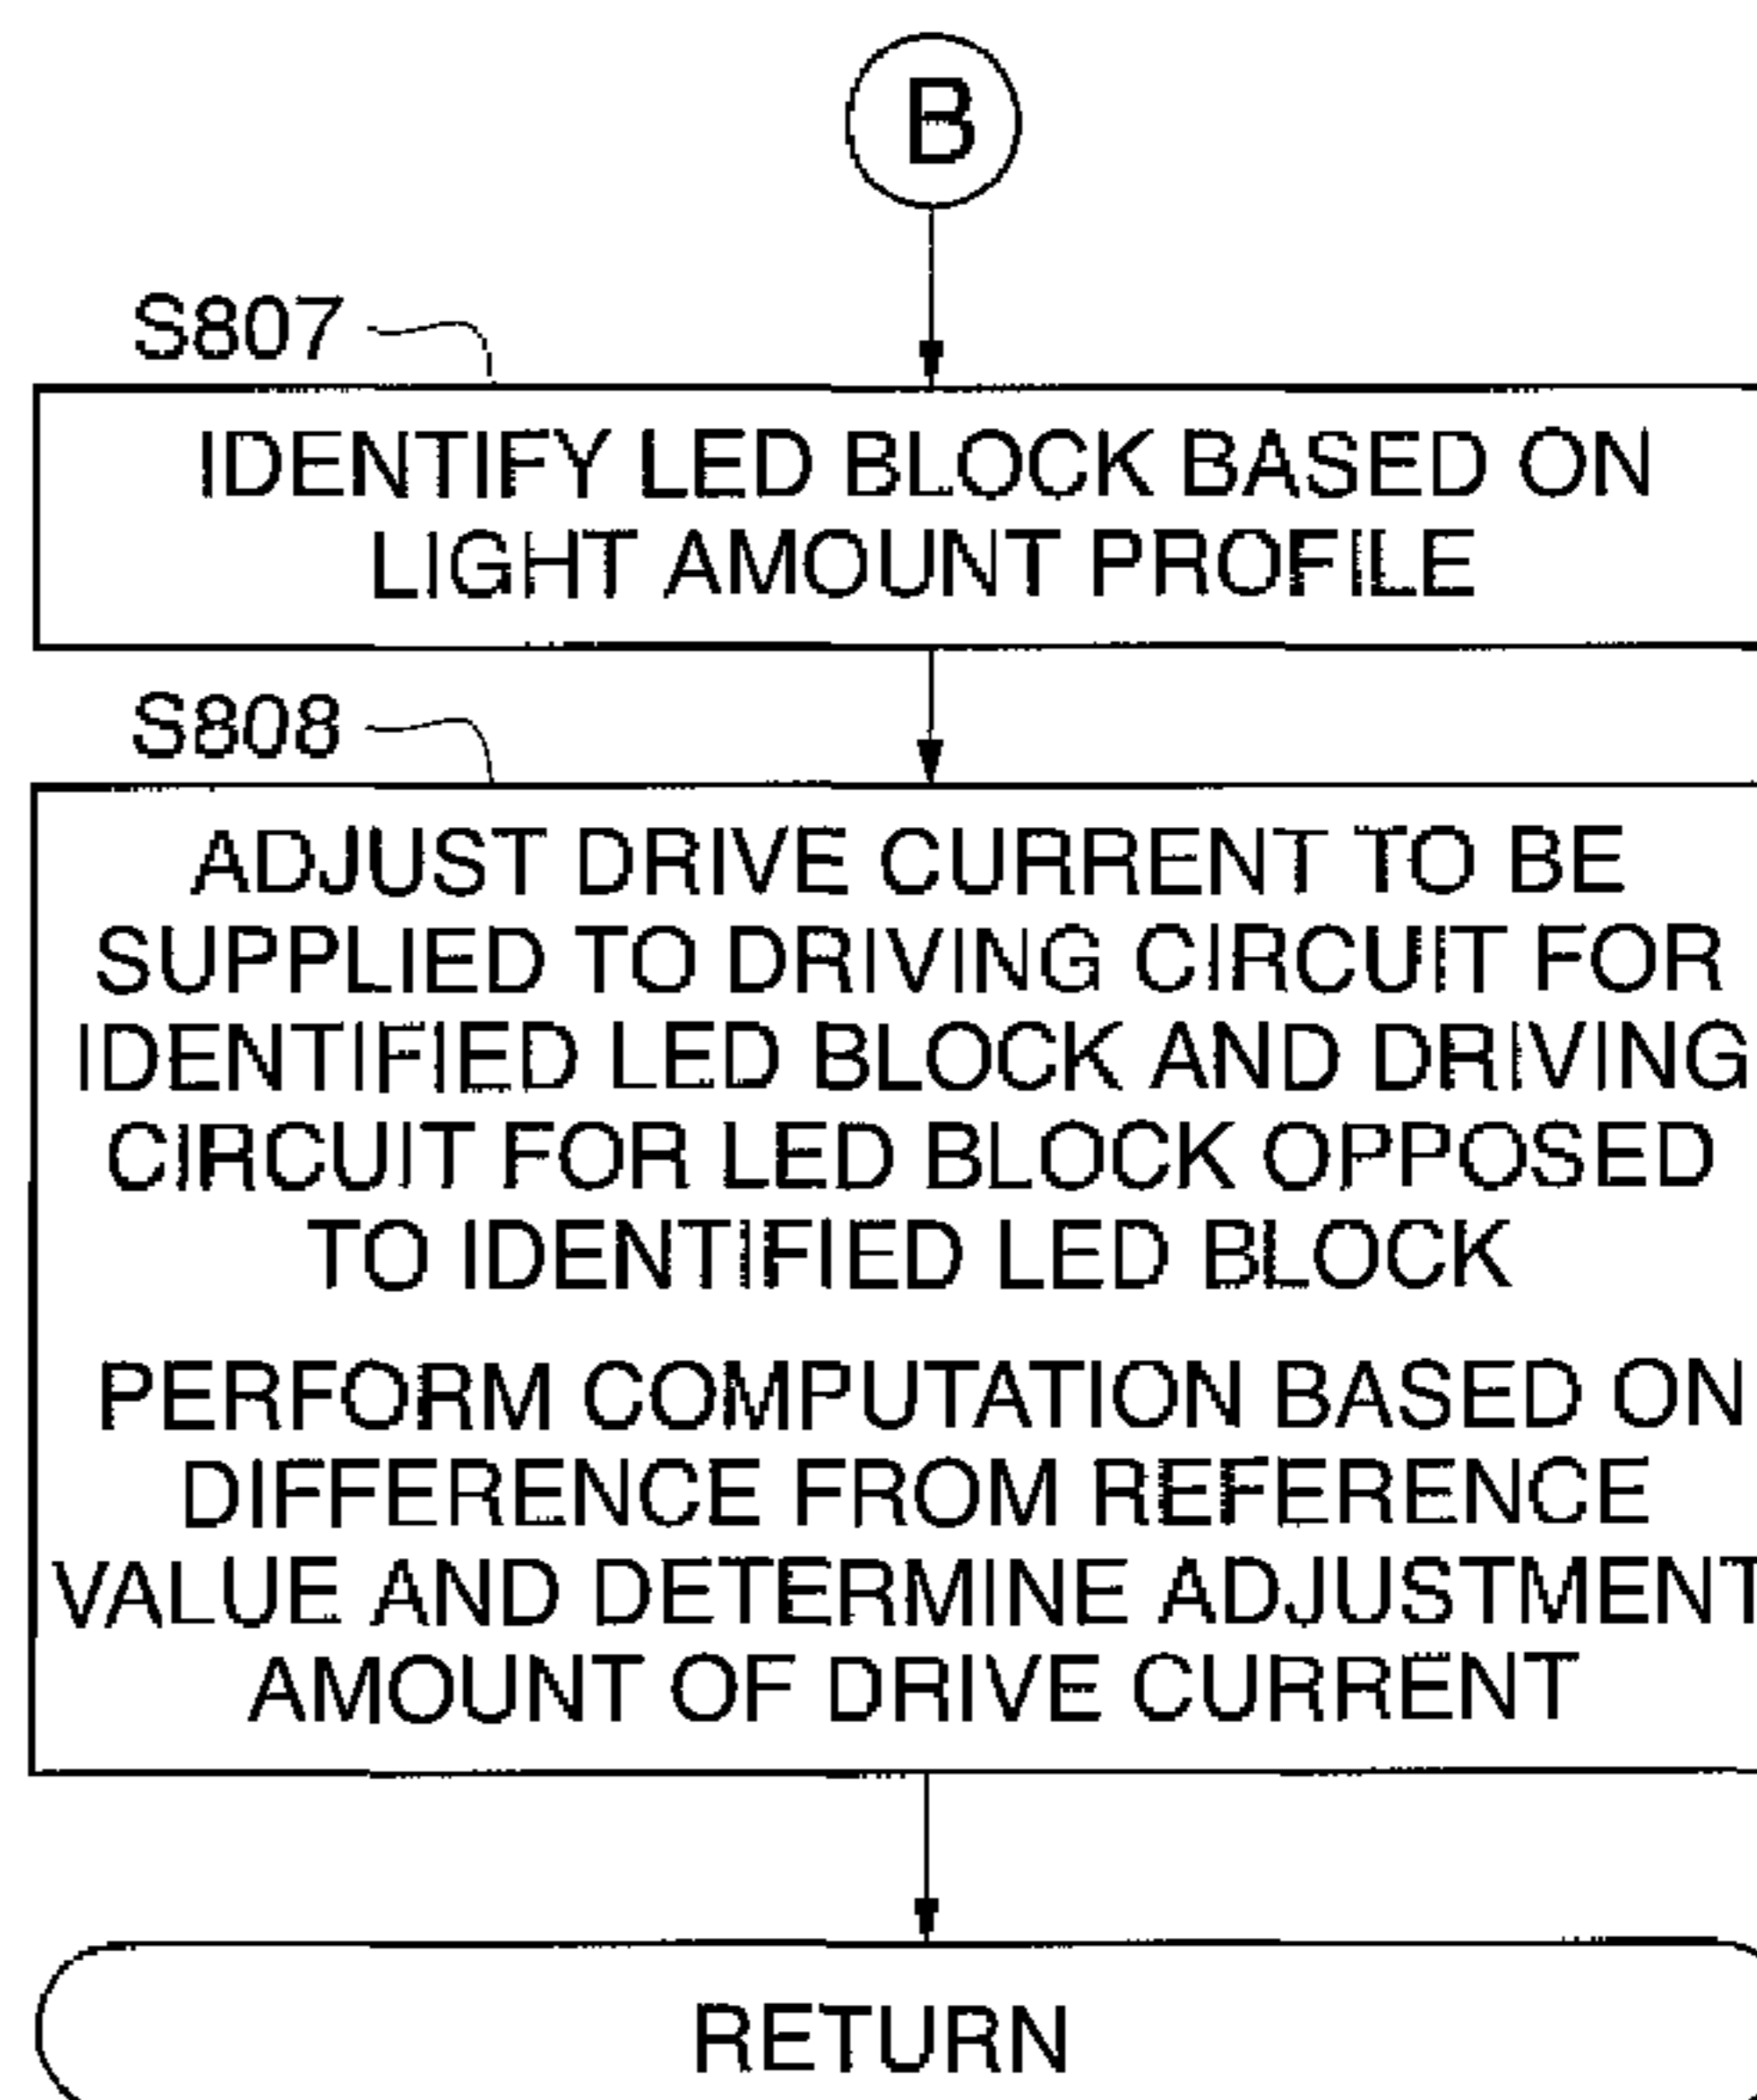 B
S807
IDENTIFY LED BLOCK BASED ON
LIGHT AMOUNT PROFILE
S808
ADJUST DRIVE CURRENT TO BE
SUPPLIED TO DRIVING CIRCUIT FOR
IDENTIFIED LED BLOCK AND DRIVING
CIRCUIT FOR LED BLOCK OPPOSED
TO IDENTIFIED LED BLOCK
PERFORM COMPUTATION BASED ON
DIFFERENCE FROM REFERENCE
VALUE AND DETERMINE ADJUSTMENT
AMOUNT OF DRIVE CURRENT
RETURN